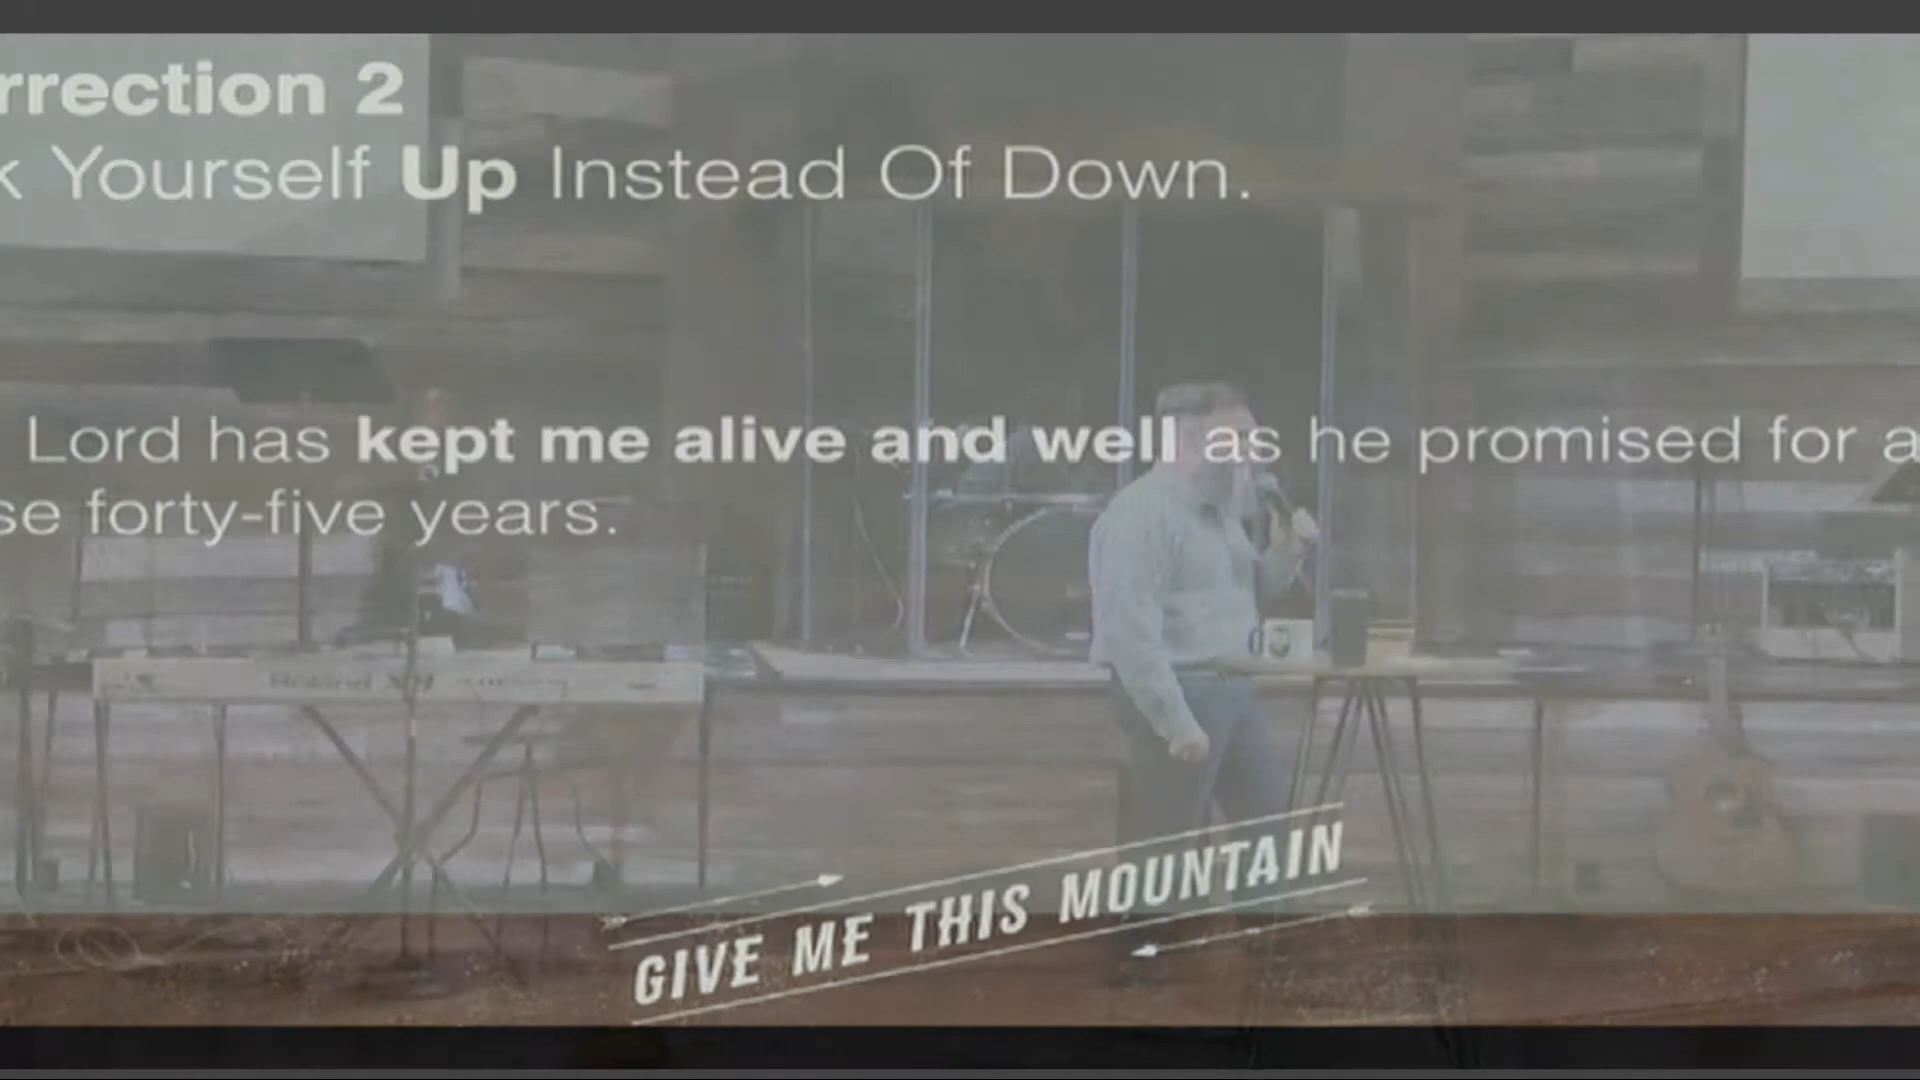 rrection 2
k Yourself Up Instead Of Down.
Lord has kept me alive and well as he promised for a
se forty-five years.
Roland
GIVE ME THIS MOUNTAIN